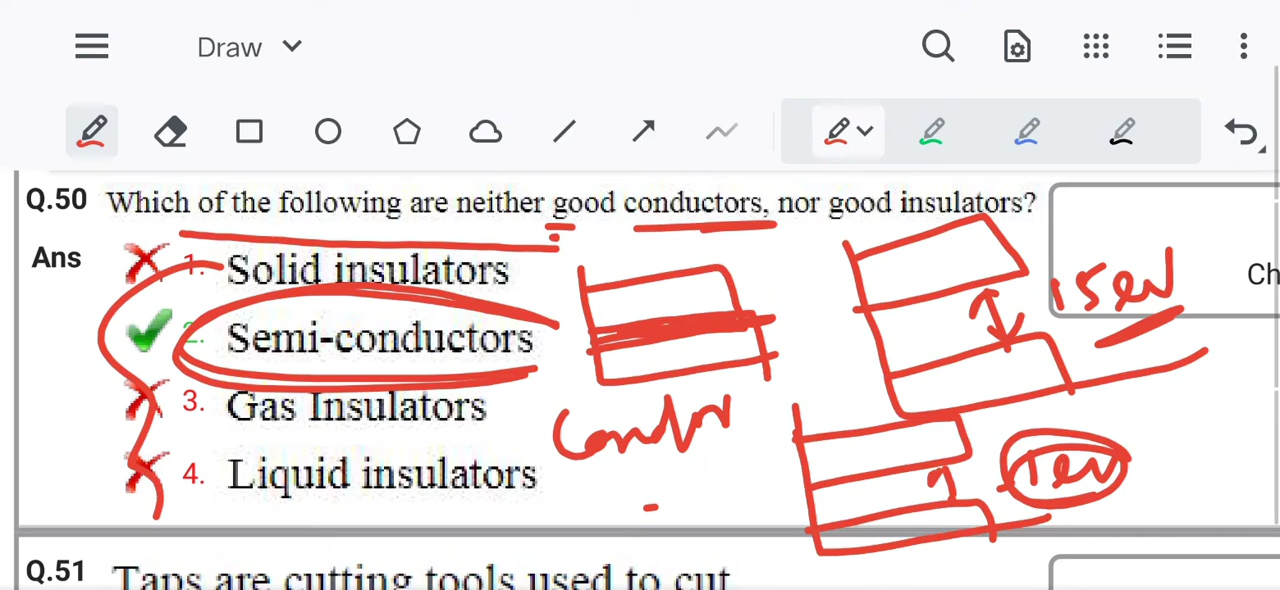 Draw
Q.50 Which of the following are neither good conductors, nor good insulators?
Ans
1. Solid insulators
Ch
15ev
2. Semi-conductors
3. Gas Insulators
1ev
4. Liquid insulators
Q.51 Taps are cutting tools used to cut